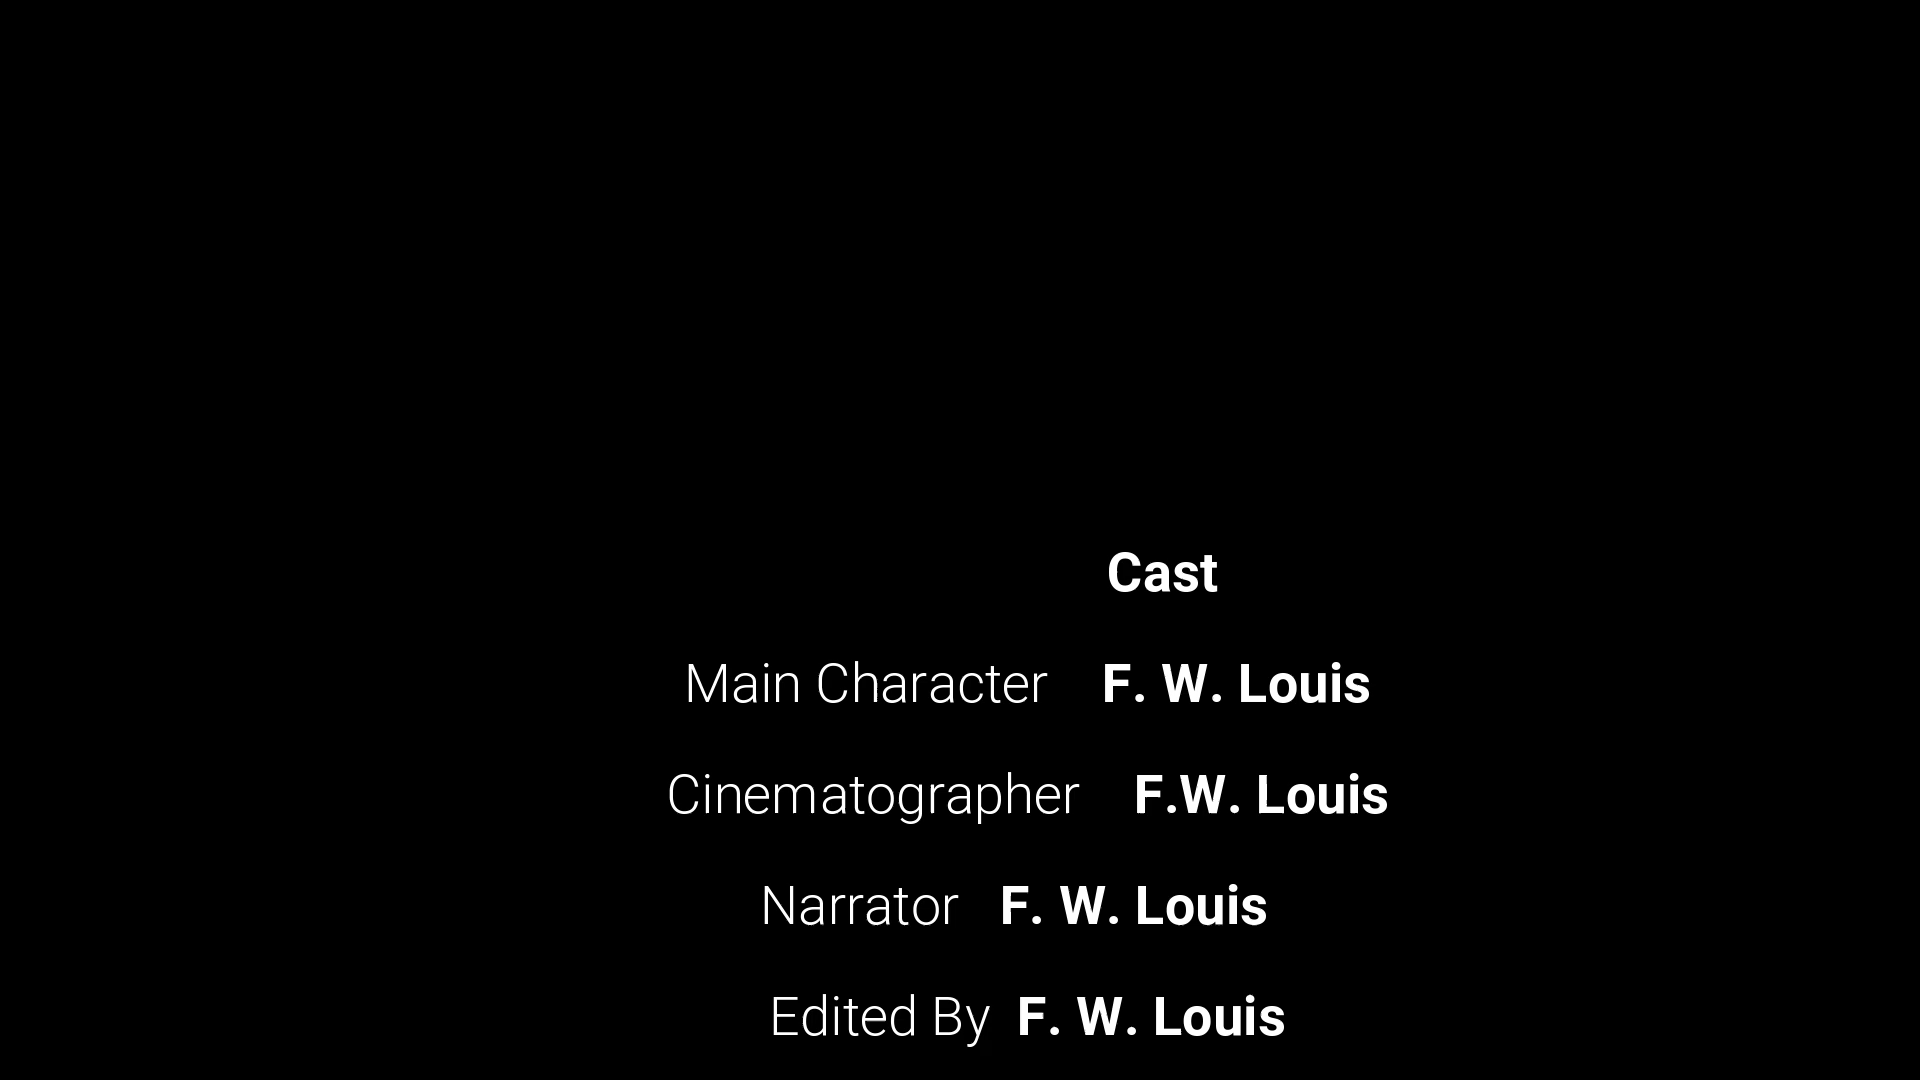 Cast
Main Character F. W. Louis
Cinematographer F.W. Louis
Narrator F. W. Louis
Edited By F. W. Louis